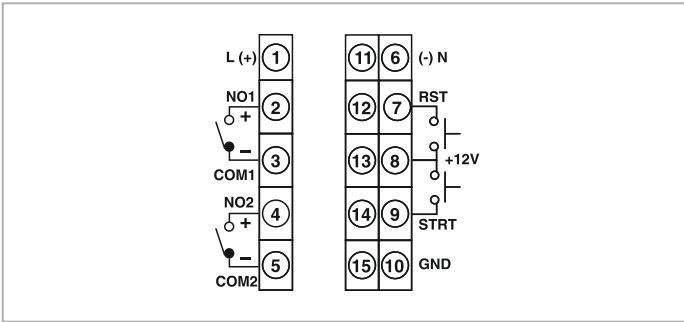 L (+) 1 11 6 (-) N
NO1 2 12 7 RST
+
− 3 13 8 +12V
COM1
NO2 4 14 9 STRT
+
− 5 15 10 GND
COM2